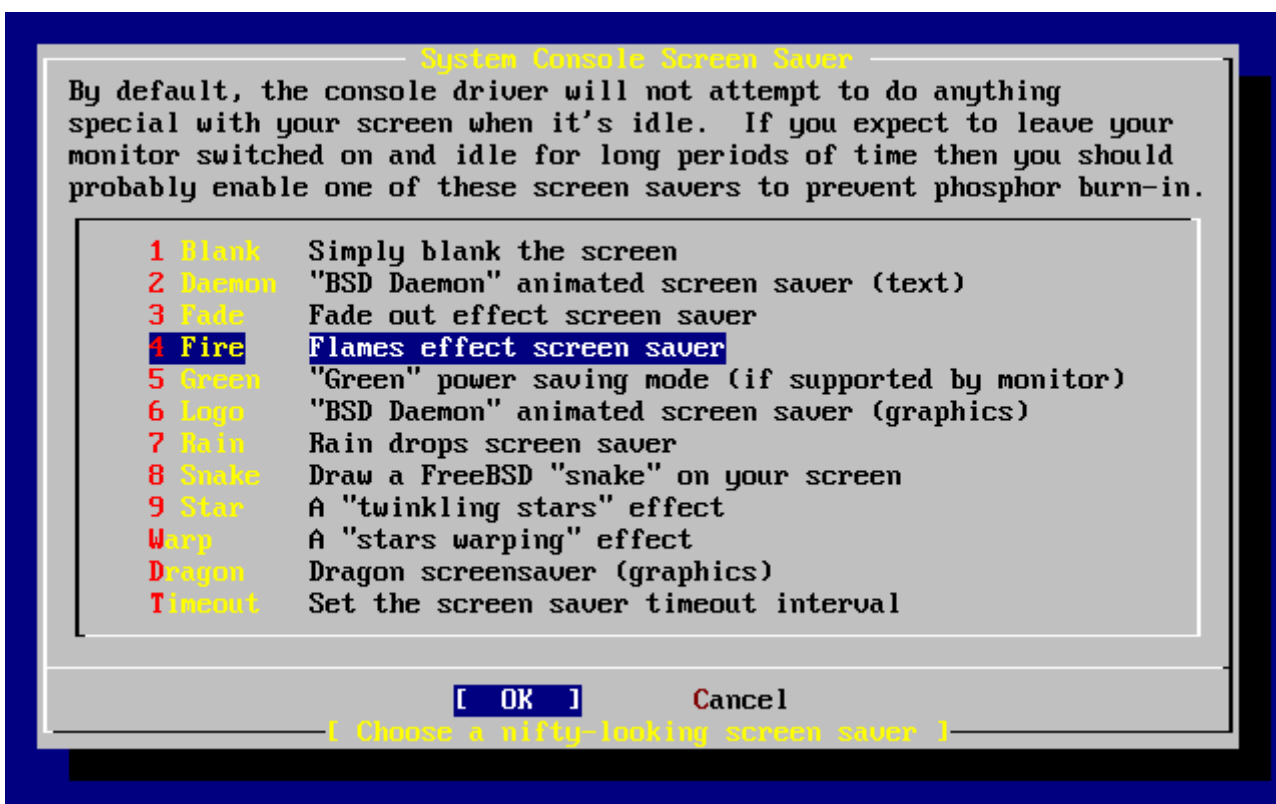 System Console Screen Saver
By default, the console driver will not attempt to do anything
special with your screen when it's idle.  If you expect to leave your
monitor switched on and idle for long periods of time then you should
probably enable one of these screen savers to prevent phosphor burn-in.
1 Blank   Simply blank the screen
2 Daemon  "BSD Daemon" animated screen saver (text)
3 Fade    Fade out effect screen saver
4 Fire    Flames effect screen saver
5 Green   "Green" power saving mode (if supported by monitor)
6 Logo    "BSD Daemon" animated screen saver (graphics)
7 Rain    Rain drops screen saver
8 Snake   Draw a FreeBSD "snake" on your screen
9 Star    A "twinkling stars" effect
Warp      A "stars warping" effect
Dragon    Dragon screensaver (graphics)
Timeout   Set the screen saver timeout interval
[  OK  ]       Cancel
[ Choose a nifty-looking screen saver ]